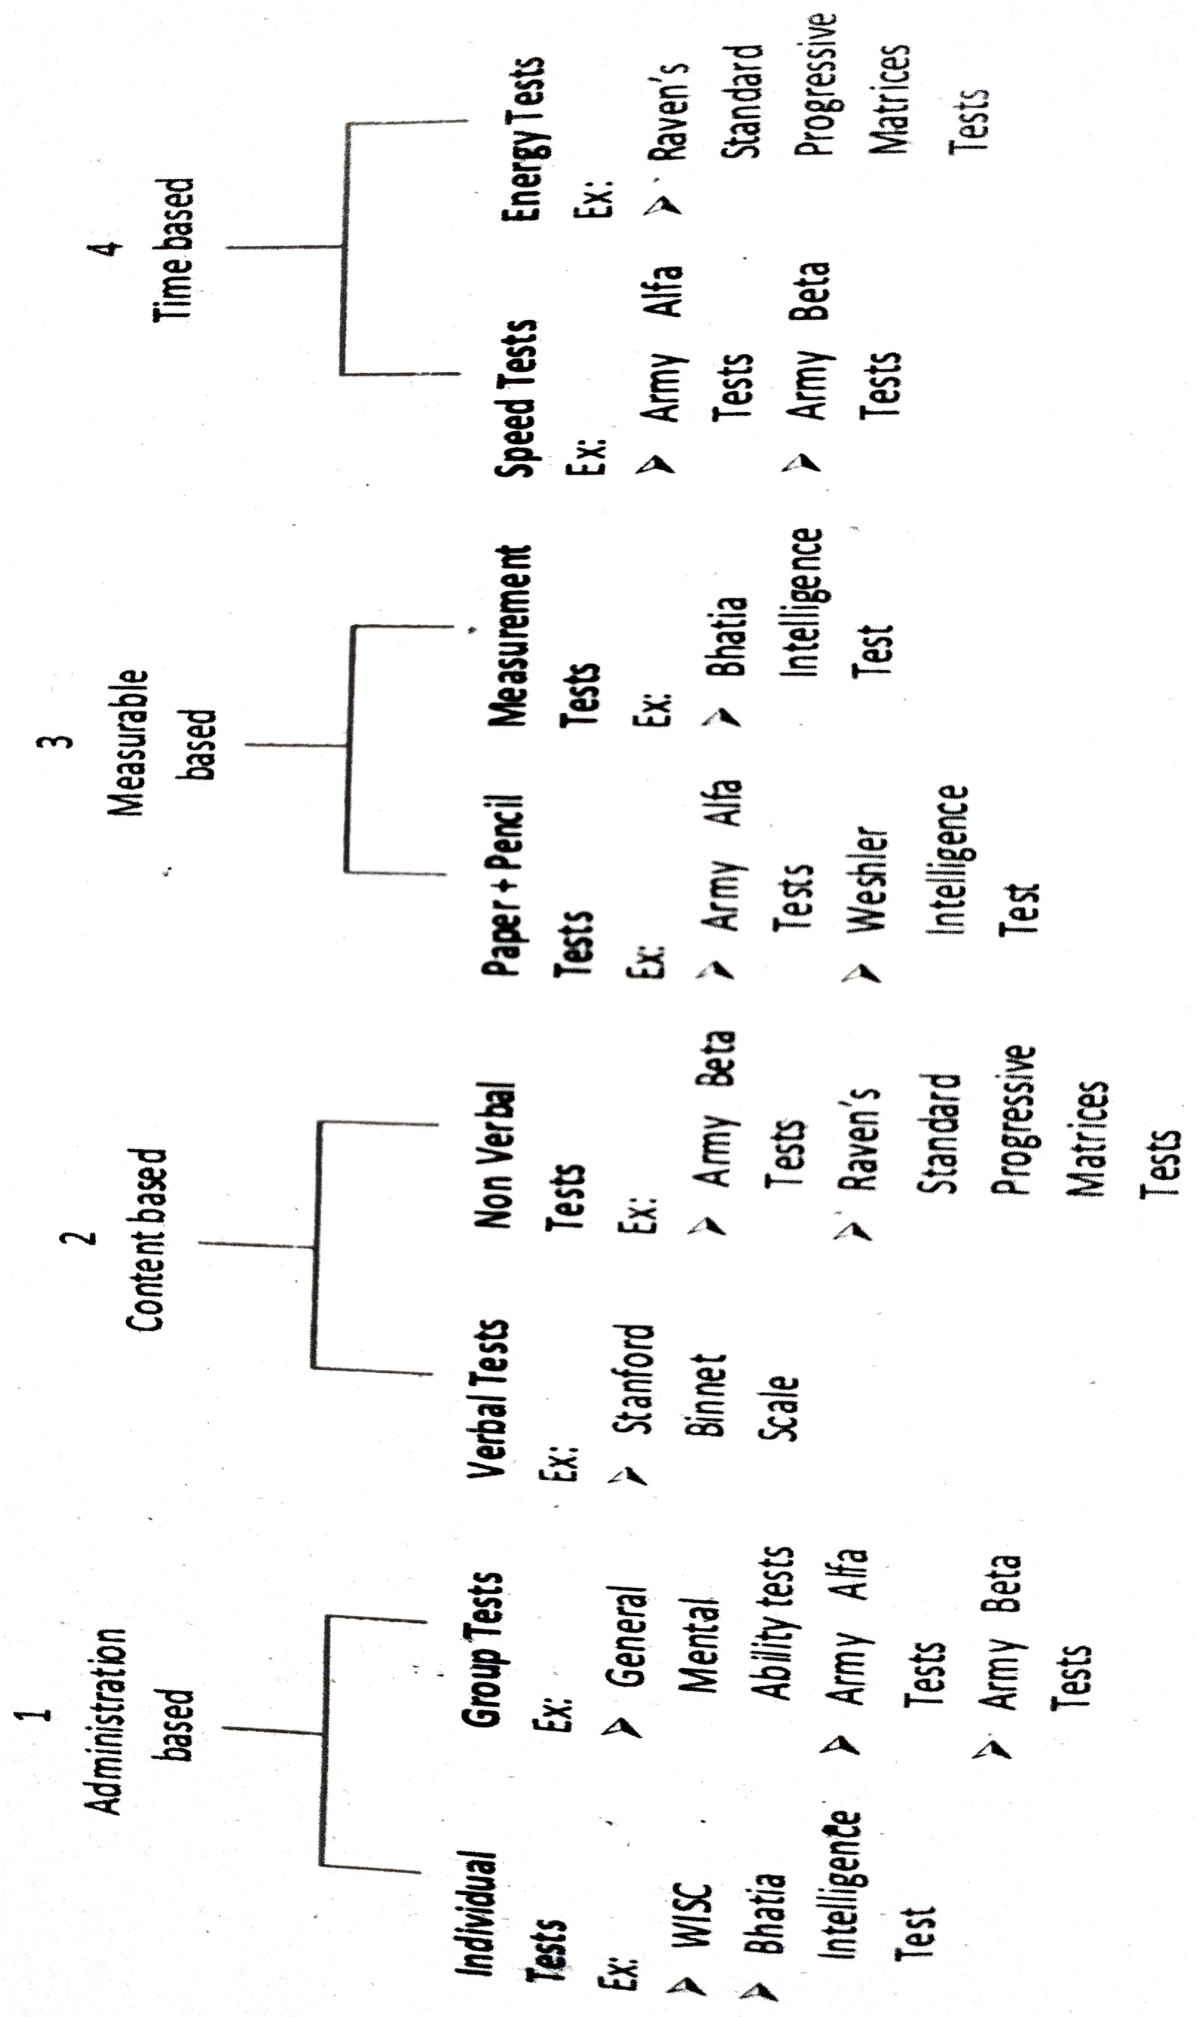 1
Administration
based
Individual
Tests
Ex:
➤ WISC
➤ Bhatia
Intelligence
Test
Group Tests
Ex:
➤ General
Mental
Ability tests
➤ Army Alfa
Tests
➤ Army Beta
Tests
2
Content based
Verbal Tests
Ex:
➤ Stanford
Binnet
Scale
Non Verbal
Tests
Ex:
➤ Army Beta
Tests
➤ Raven's
Standard
Progressive
Matrices
Tests
3
Measurable
based
Paper+ Pencil
Tests
Ex:
➤ Army Alfa
Tests
➤ Weshler
Intelligence
Test
Measurement
Tests
Ex:
➤ Bhatia
Intelligence
Test
4
Time based
Speed Tests
Ex:
➤ Army Alfa
Tests
➤ Army Beta
Tests
Energy Tests
Ex:
➤ Raven's
Standard
Progressive
Matrices
Tests